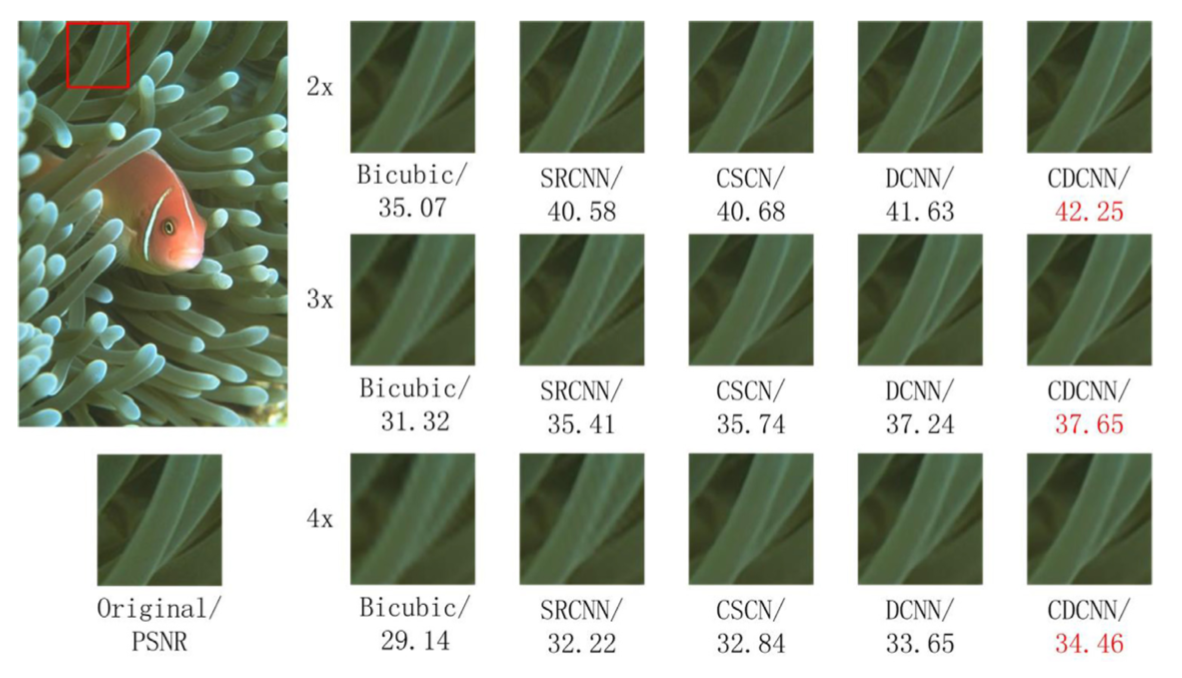 2x
Bicubic/
35.07
SRCNN/
40.58
CSCN/
40.68
DCNN/
41.63
CDCNN/
42.25
3x
Bicubic/
31.32
SRCNN/
35.41
CSCN/
35.74
DCNN/
37.24
CDCNN/
37.65
Original/
PSNR
4x
Bicubic/
29.14
SRCNN/
32.22
CSCN/
32.84
DCNN/
33.65
CDCNN/
34.46